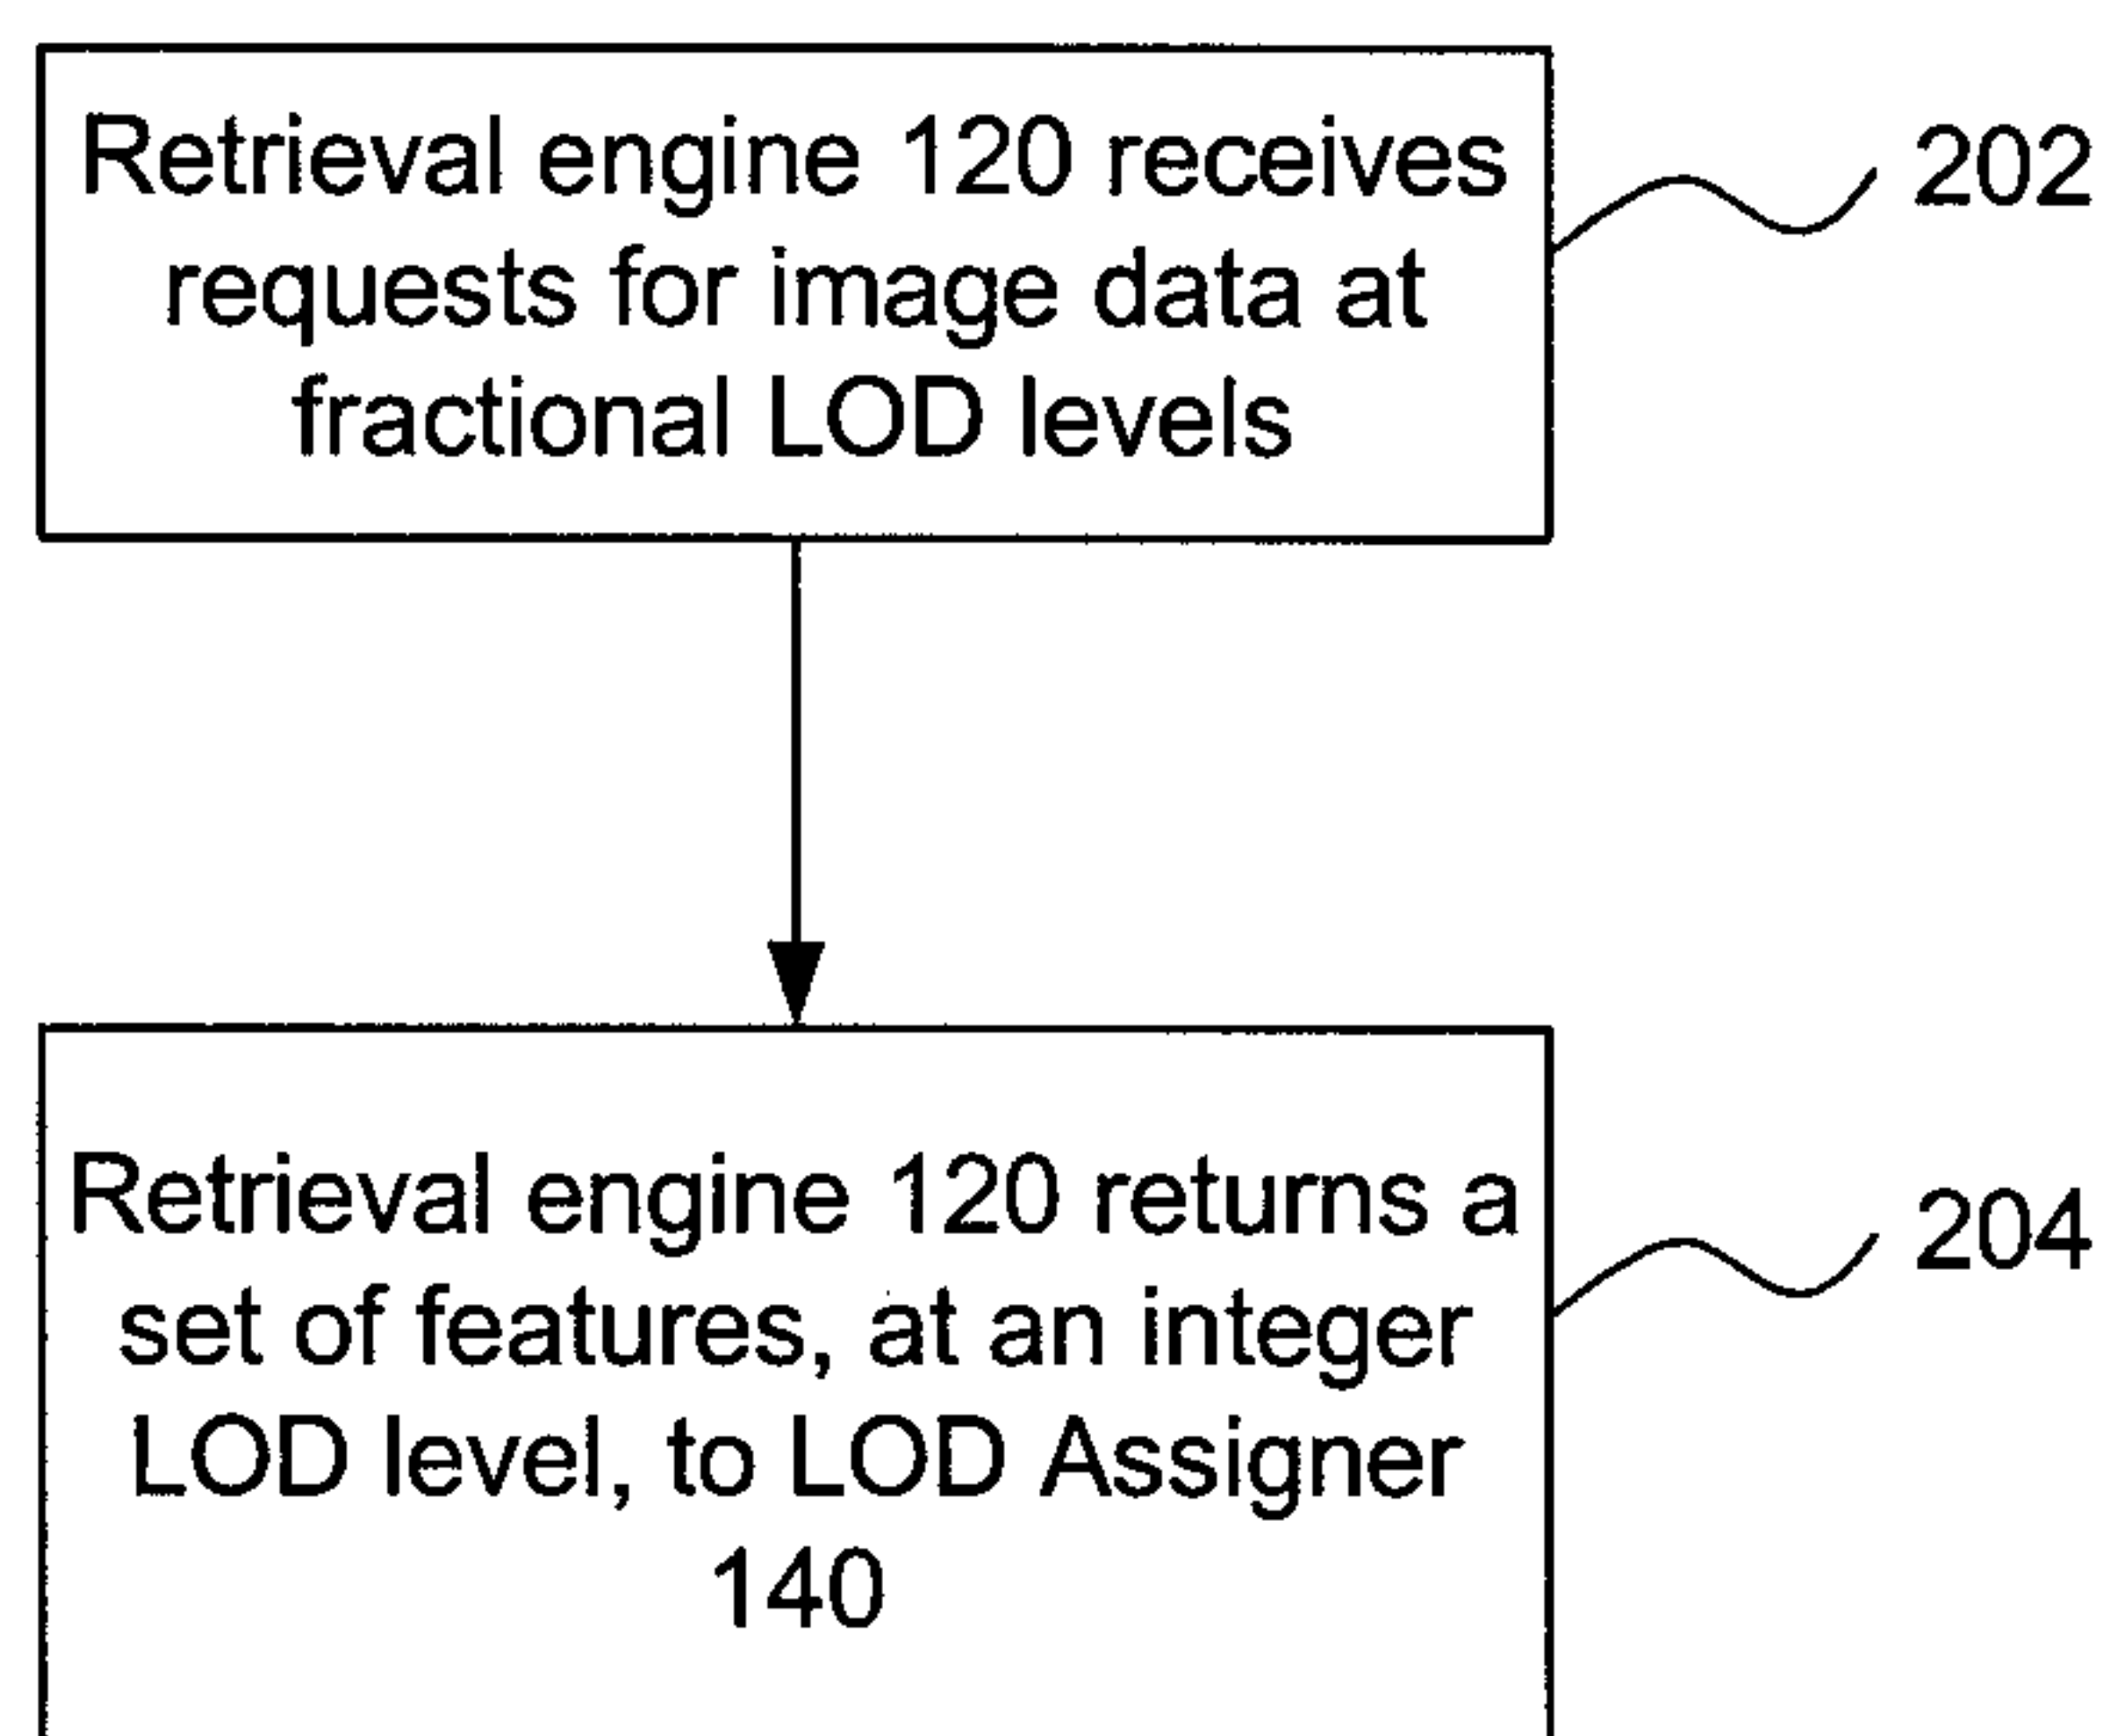 Retrieval engine 120 receives
requests for image data at
fractional LOD levels
202
Retrieval engine 120 returns a
set of features, at an integer
LOD level, to LOD Assigner
140
204